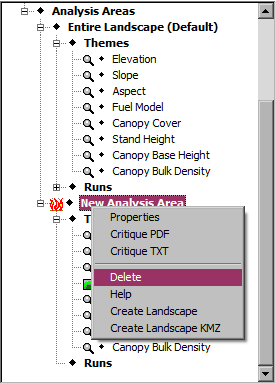 Analysis Areas
Entire Landscape (Default)
Themes
Elevation
Slope
Aspect
Fuel Model
Canopy Cover
Stand Height
Canopy Base Height
Canopy Bulk Density
Runs
New Analysis Area
Properties
Critique PDF
Critique TXT
Delete
Help
Create Landscape
Create Landscape KMZ
Canopy Bulk Density
Runs